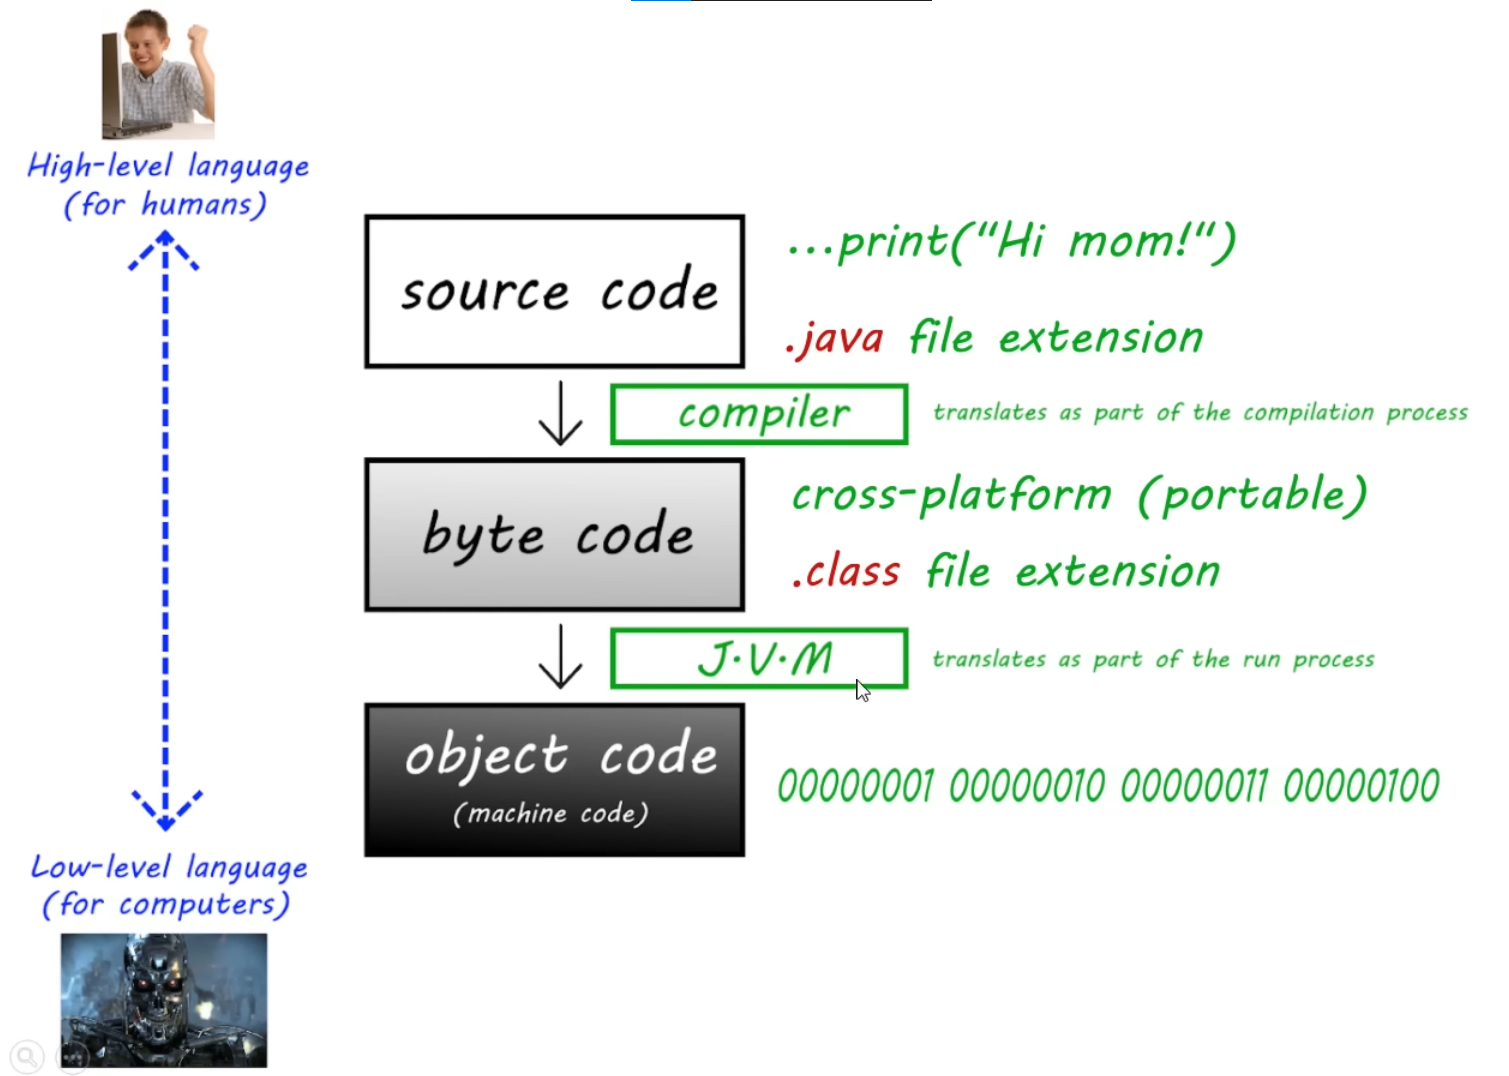 High-level language
(for humans)
source code
...print("Hi mom!")
.java file extension
compiler
translates as part of the compilation process
byte code
cross-platform (portable)
.class file extension
J.V.M
translates as part of the run process
object code
(machine code)
00000001 00000010 00000011 00000100
Low-level language
(for computers)